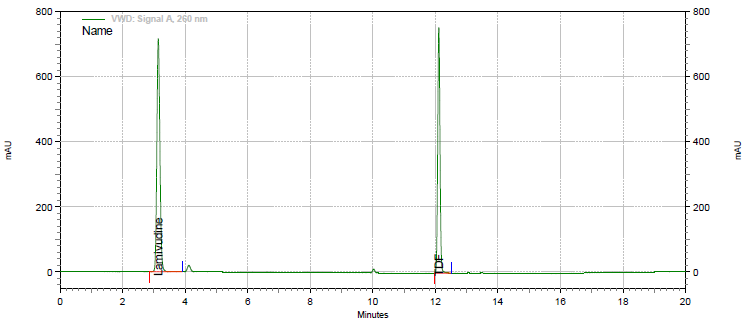 VWD: Signal A, 260 nm
Name
800
600
400
200
0
mAU
Lamivudine
TDF
800
600
400
200
0
mAU
0 2 4 6 8 10 12 14 16 18 20
Minutes